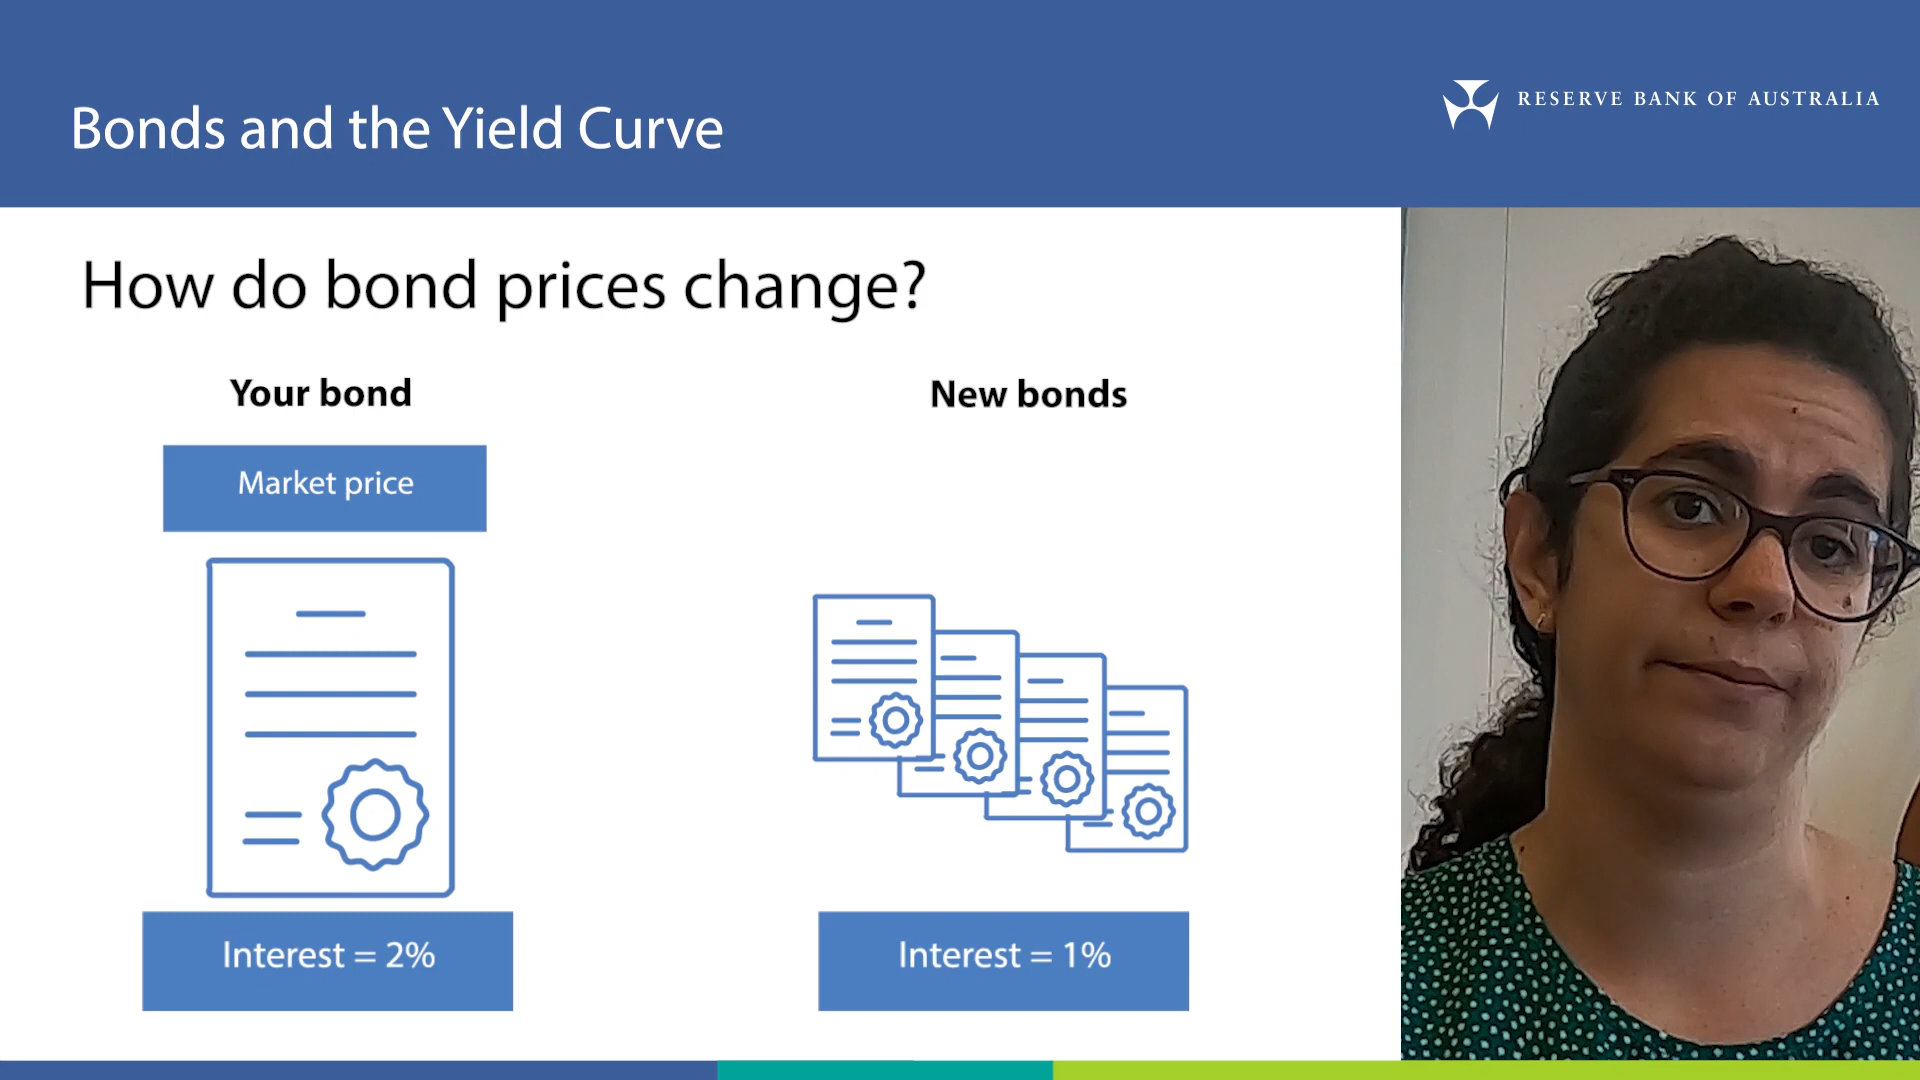 Bonds and the Yield Curve
RESERVE BANK OF AUSTRALIA
How do bond prices change?
Your bond
New bonds
Market price
Interest = 2%
Interest = 1%